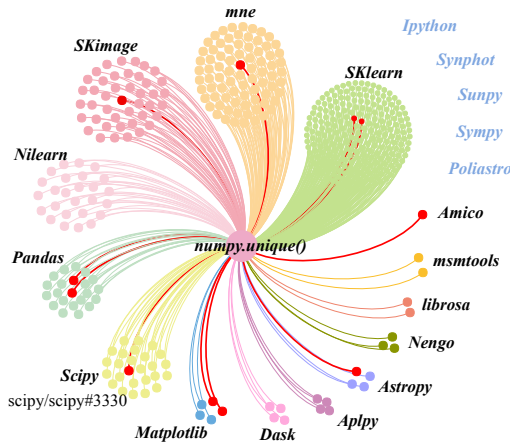 mne
Ipython
SKimage
Synphot
SKlearn
Sunpy
Sympy
Nilearn
Poliastro
Amico
numpy.unique()
Pandas
msmtools
librosa
Nengo
Scipy
Astropy
scipy/scipy#3330
Aplpy
Matplotlib
Dask